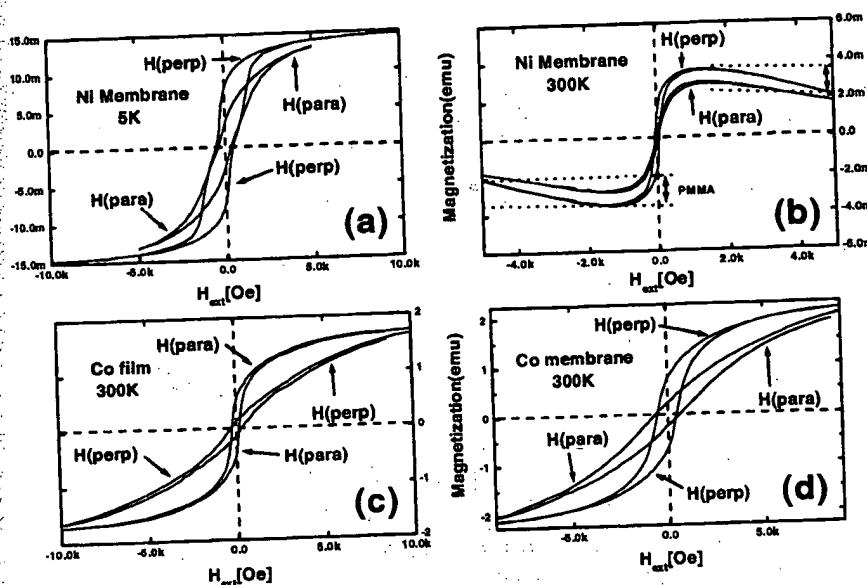 15.0m
10.0m
5.0m
0.0
-5.0m
-10.0m
-15.0m
-10.0k
-5.0k
0.0
5.0k
10.0k
H(perp)
Ni Membrane
5K
H(para)
H(perp)
H(para)
(a)
Hext[Oe]
Magnetization(emu)
6.0m
4.0m
2.0m
0.0
-2.0m
-4.0m
-6.0m
-4.0k
-2.0k
0.0
2.0k
4.0k
H(perp)
Ni Membrane
300K
H(para)
PMMA
(b)
Hext[Oe]
2
1
0
-1
-2
-10.0k
-5.0k
0.0
5.0k
10.0k
H(para)
Co film
300K
H(perp)
H(perp)
H(para)
(c)
Hext[Oe]
Magnetization(emu)
2
1
0
-1
-2
-5.0k
0.0
5.0k
H(perp)
Co membrane
300K
H(para)
H(para)
H(perp)
(d)
Hext[Oe]